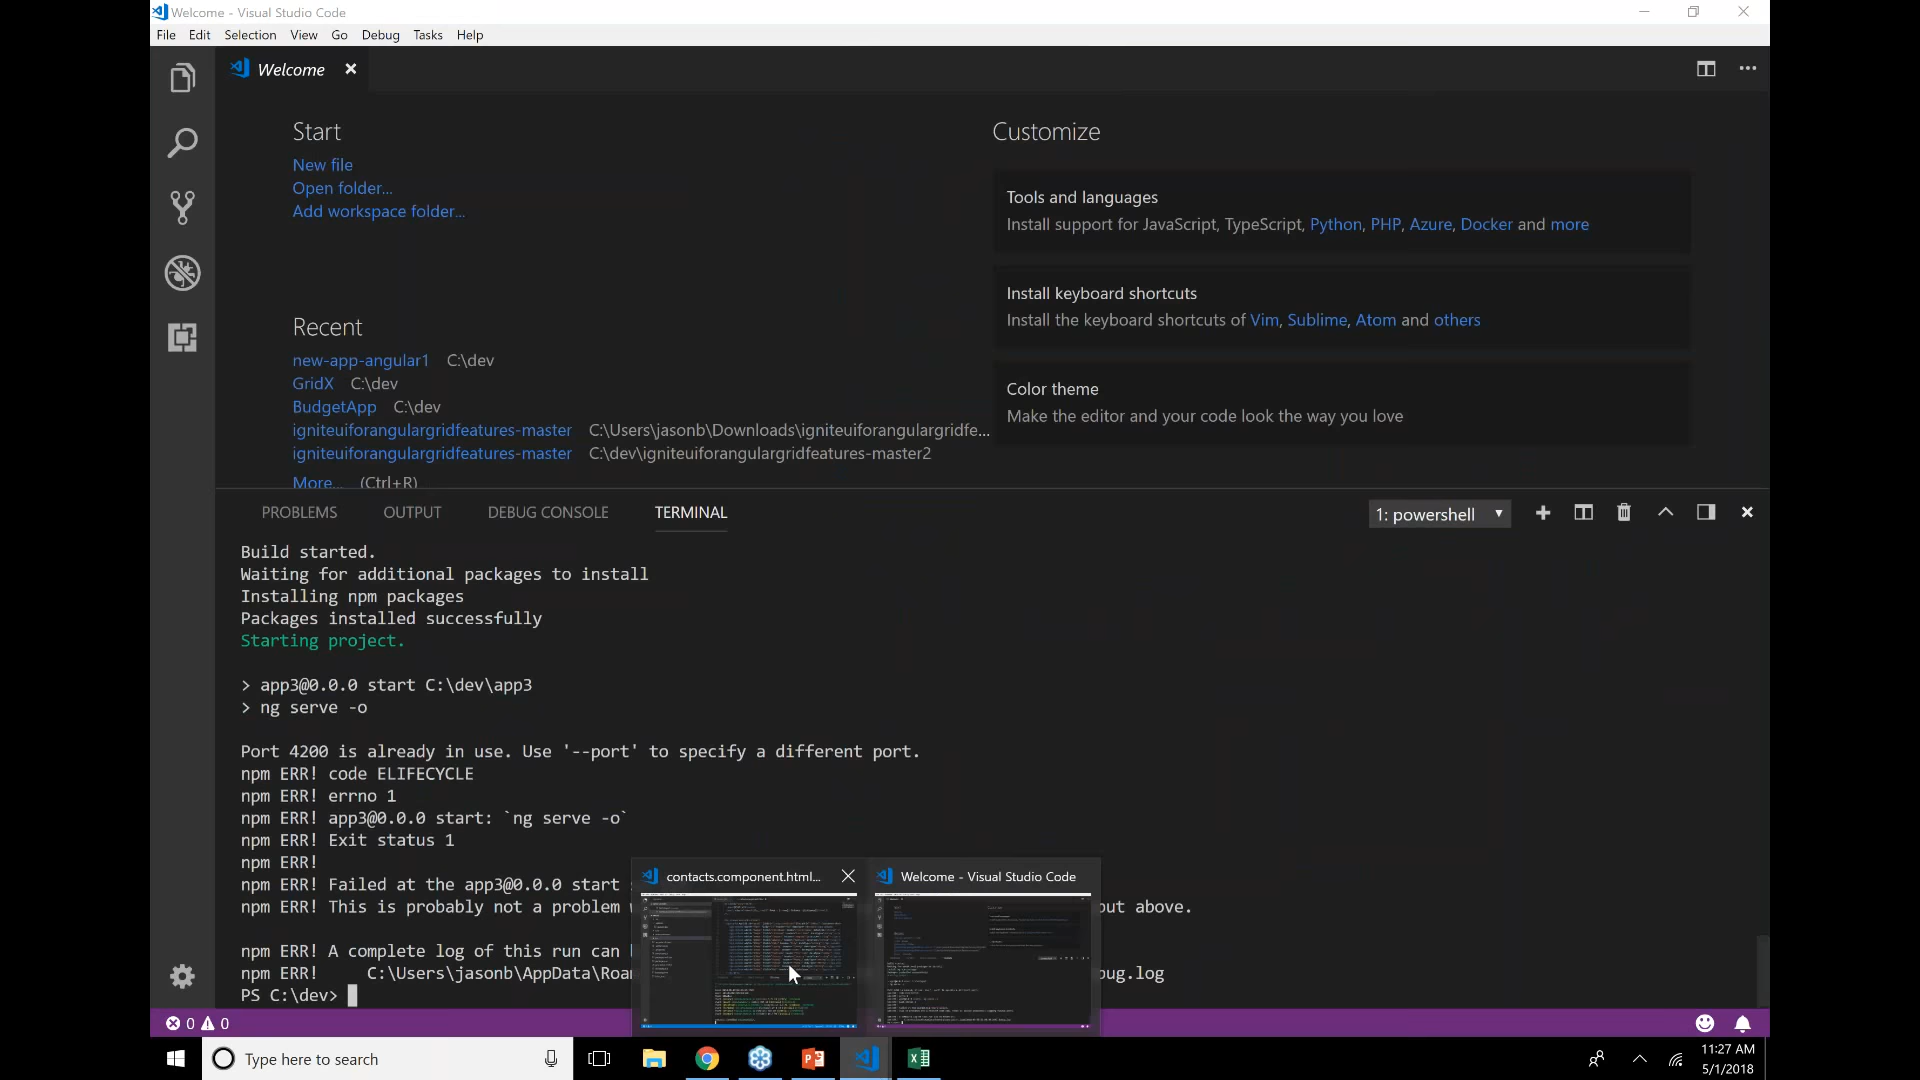 Welcome - Visual Studio Code
File Edit Selection View Go Debug Tasks Help
Welcome
Start
New file
Open folder...
Add workspace folder...
Recent
new-app-angular1 C:\dev
GridX C:\dev
BudgetApp C:\dev
igniteuiforangulargridfeatures-master C:\Users\jasonb\Downloads\igniteuiforangulargridfe...
igniteuiforangulargridfeatures-master C:\dev\igniteuiforangulargridfeatures-master2
More... (Ctrl+R)
Customize
Tools and languages
Install support for JavaScript, TypeScript, Python, PHP, Azure, Docker and more
Install keyboard shortcuts
Install the keyboard shortcuts of Vim, Sublime, Atom and others
Color theme
Make the editor and your code look the way you love
PROBLEMS OUTPUT DEBUG CONSOLE TERMINAL
1: powershell
Build started.
Waiting for additional packages to install
Installing npm packages
Packages installed successfully
Starting project.
> app3@0.0.0 start C:\dev\app3
> ng serve -o
Port 4200 is already in use. Use '--port' to specify a different port.
npm ERR! code ELIFECYCLE
npm ERR! errno 1
npm ERR! app3@0.0.0 start: `ng serve -o`
npm ERR! Exit status 1
npm ERR!
npm ERR! Failed at the app3@0.0.0 start
npm ERR! This is probably not a problem
ut above.
npm ERR! A complete log of this run can
npm ERR! C:\Users\jasonb\AppData\Roa
bug.log
PS C:\dev>
contacts.component.html...
Welcome - Visual Studio Code
0 0
Type here to search
11:27 AM
5/1/2018